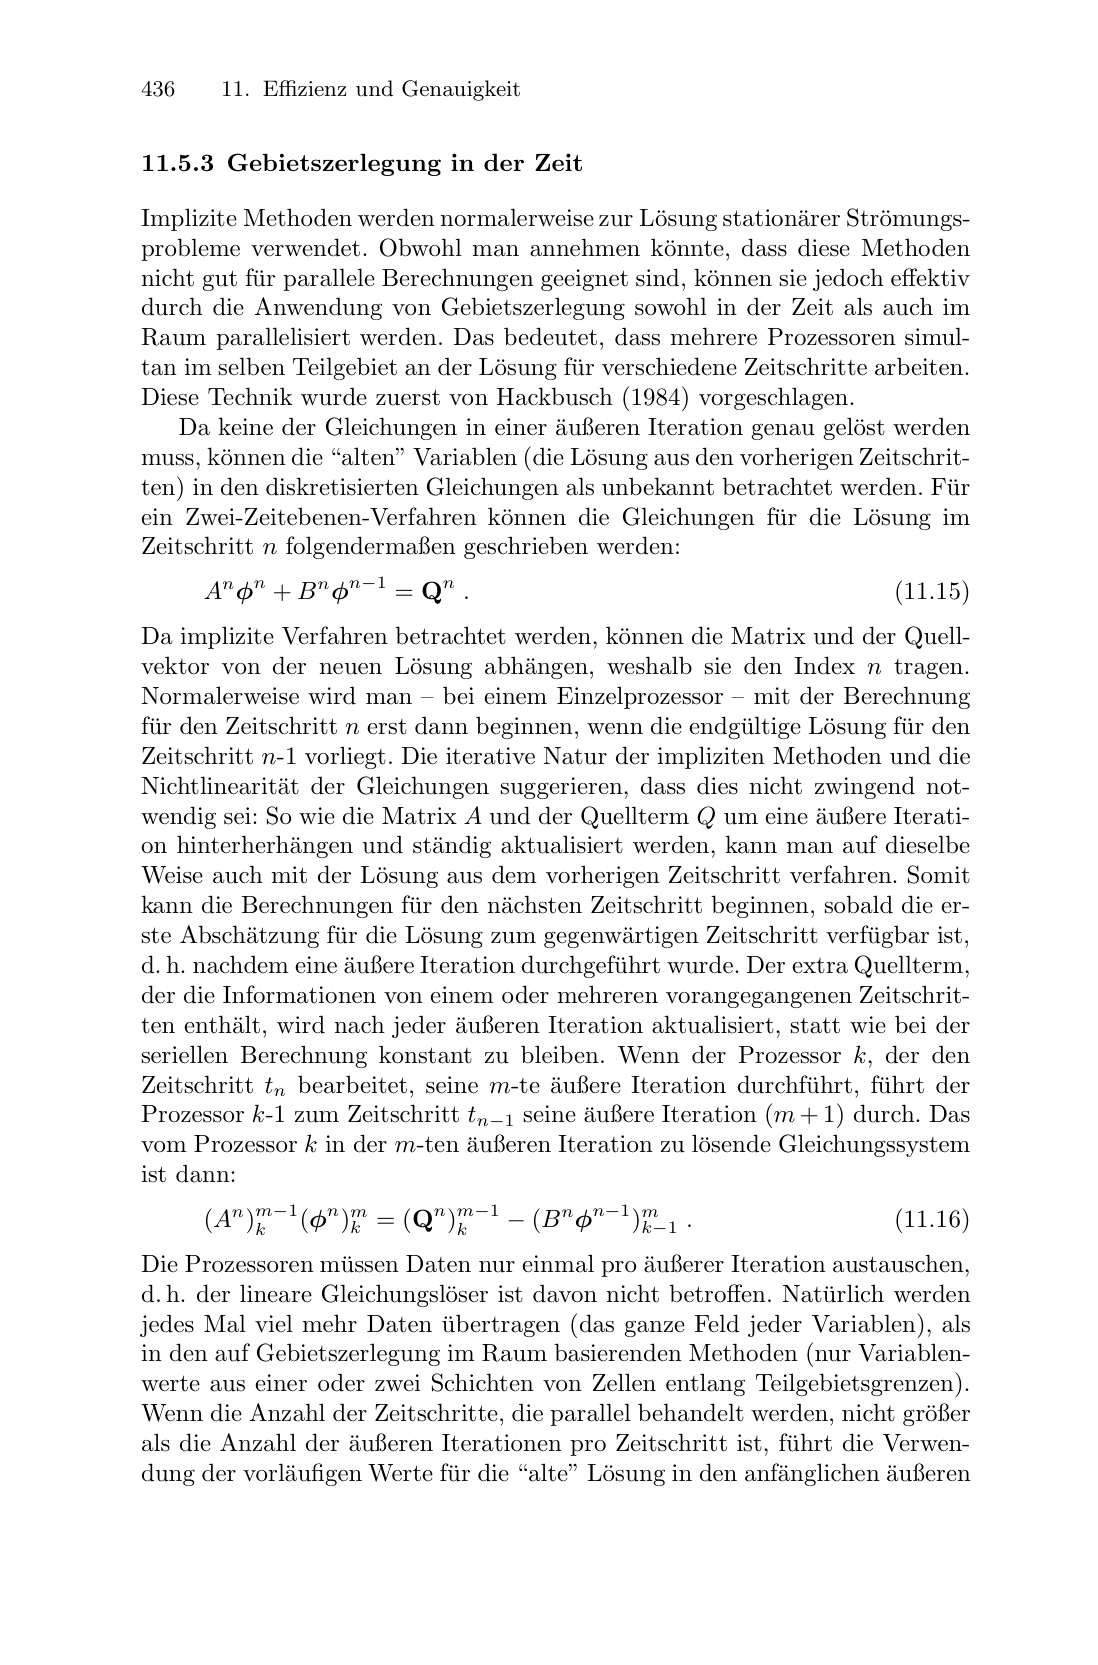 436 11. Effizienz und Genauigkeit
11.5.3 Gebietszerlegung in der Zeit
Implizite Methoden werden normalerweise zur Lösung stationärer Strömungs-
probleme verwendet. Obwohl man annehmen könnte, dass diese Methoden
nicht gut für parallele Berechnungen geeignet sind, können sie jedoch effektiv
durch die Anwendung von Gebietszerlegung sowohl in der Zeit als auch im
Raum parallelisiert werden. Das bedeutet, dass mehrere Prozessoren simul-
tan im selben Teilgebiet an der Lösung für verschiedene Zeitschritte arbeiten.
Diese Technik wurde zuerst von Hackbusch (1984) vorgeschlagen.
Da keine der Gleichungen in einer äußeren Iteration genau gelöst werden
muss, können die “alten” Variablen (die Lösung aus den vorherigen Zeitschrit-
ten) in den diskretisierten Gleichungen als unbekannt betrachtet werden. Für
ein Zwei-Zeitebenen-Verfahren können die Gleichungen für die Lösung im
Zeitschritt n folgendermaßen geschrieben werden:
$A^n \boldsymbol{\phi}^n + B^n \boldsymbol{\phi}^{n-1} = \mathbf{Q}^n$ . (11.15)
Da implizite Verfahren betrachtet werden, können die Matrix und der Quell-
vektor von der neuen Lösung abhängen, weshalb sie den Index n tragen.
Normalerweise wird man – bei einem Einzelprozessor – mit der Berechnung
für den Zeitschritt n erst dann beginnen, wenn die endgültige Lösung für den
Zeitschritt n-1 vorliegt. Die iterative Natur der impliziten Methoden und die
Nichtlinearität der Gleichungen suggerieren, dass dies nicht zwingend not-
wendig sei: So wie die Matrix A und der Quellterm Q um eine äußere Iterati-
on hinterherhängen und ständig aktualisiert werden, kann man auf dieselbe
Weise auch mit der Lösung aus dem vorherigen Zeitschritt verfahren. Somit
kann die Berechnungen für den nächsten Zeitschritt beginnen, sobald die er-
ste Abschätzung für die Lösung zum gegenwärtigen Zeitschritt verfügbar ist,
d. h. nachdem eine äußere Iteration durchgeführt wurde. Der extra Quellterm,
der die Informationen von einem oder mehreren vorangegangenen Zeitschrit-
ten enthält, wird nach jeder äußeren Iteration aktualisiert, statt wie bei der
seriellen Berechnung konstant zu bleiben. Wenn der Prozessor k, der den
Zeitschritt $t_n$ bearbeitet, seine m-te äußere Iteration durchführt, führt der
Prozessor k-1 zum Zeitschritt $t_{n-1}$ seine äußere Iteration (m + 1) durch. Das
vom Prozessor k in der m-ten äußeren Iteration zu lösende Gleichungssystem
ist dann:
$(A^n)_k^{m-1}(\boldsymbol{\phi}^n)_k^m = (\mathbf{Q}^n)_k^{m-1} - (B^n \boldsymbol{\phi}^{n-1})_{k-1}^m$ . (11.16)
Die Prozessoren müssen Daten nur einmal pro äußerer Iteration austauschen,
d. h. der lineare Gleichungslöser ist davon nicht betroffen. Natürlich werden
jedes Mal viel mehr Daten übertragen (das ganze Feld jeder Variablen), als
in den auf Gebietszerlegung im Raum basierenden Methoden (nur Variablen-
werte aus einer oder zwei Schichten von Zellen entlang Teilgebietsgrenzen).
Wenn die Anzahl der Zeitschritte, die parallel behandelt werden, nicht größer
als die Anzahl der äußeren Iterationen pro Zeitschritt ist, führt die Verwen-
dung der vorläufigen Werte für die “alte” Lösung in den anfänglichen äußeren